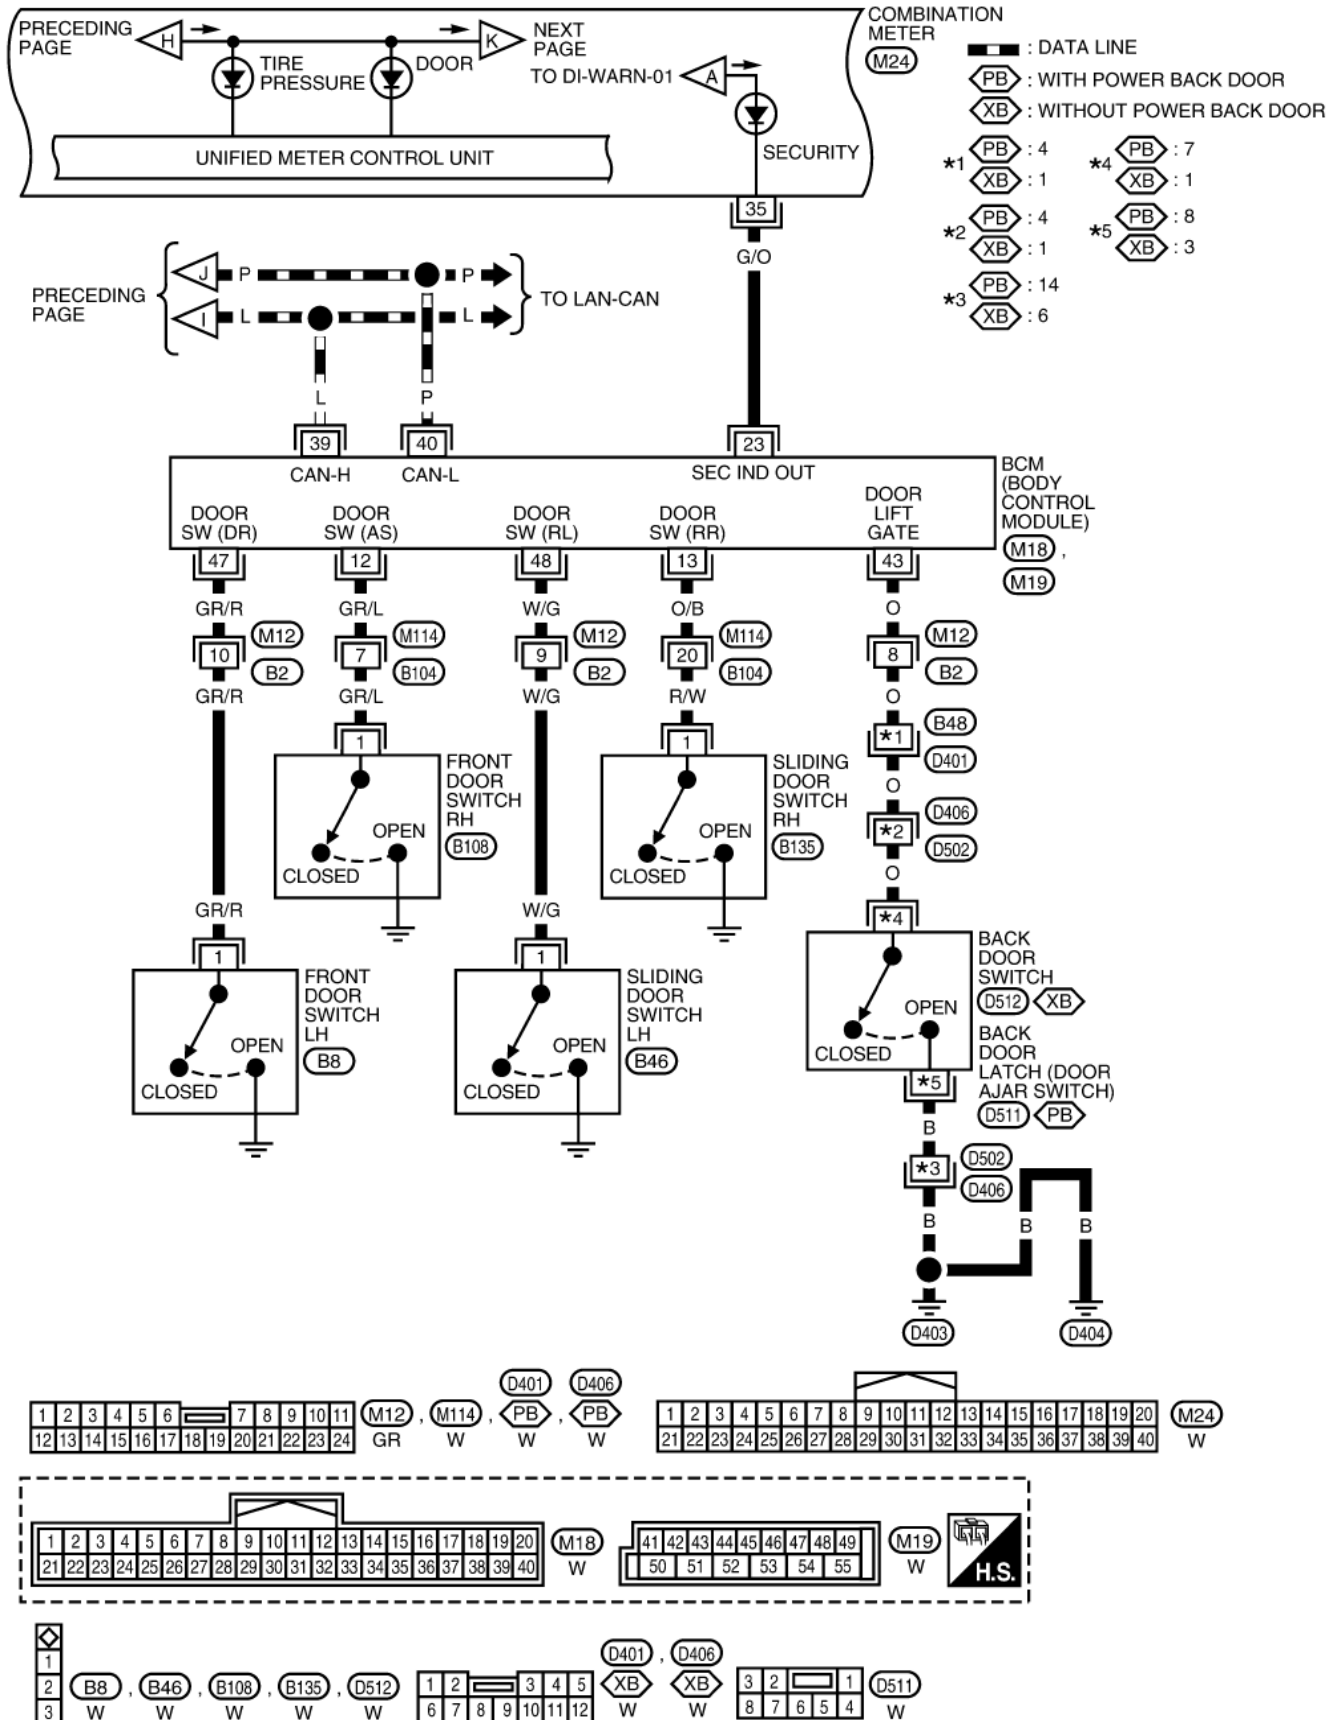 PRECEDING PAGE
H
K
NEXT PAGE
TIRE PRESSURE
DOOR
TO DI-WARN-01
A
SECURITY
UNIFIED METER CONTROL UNIT
COMBINATION METER
M24
: DATA LINE
PB : WITH POWER BACK DOOR
XB : WITHOUT POWER BACK DOOR
*1 PB : 4
XB : 1
*4 PB : 7
XB : 1
*2 PB : 4
XB : 1
*5 PB : 8
XB : 3
*3 PB : 14
XB : 6
35
G/O
PRECEDING PAGE
J P P
I L L
TO LAN-CAN
L P
39 40 23
CAN-H CAN-L SEC IND OUT
BCM (BODY CONTROL MODULE)
M18 ,
M19
DOOR SW (DR)
DOOR SW (AS)
DOOR SW (RL)
DOOR SW (RR)
DOOR LIFT GATE
47 12 48 13 43
GR/R GR/L W/G O/B O
10 M12 B2
7 M114 B104
9 M12 B2
20 M114 B104
8 M12 B2
GR/R GR/L W/G R/W O
1
FRONT DOOR SWITCH RH
B108
OPEN
CLOSED
1
SLIDING DOOR SWITCH RH
B135
OPEN
CLOSED
*1 B48 D401
O
*2 D406 D502
O
*4
GR/R
1
FRONT DOOR SWITCH LH
B8
OPEN
CLOSED
W/G
1
SLIDING DOOR SWITCH LH
B46
OPEN
CLOSED
BACK DOOR SWITCH
D512 XB
BACK DOOR LATCH (DOOR AJAR SWITCH)
D511 PB
OPEN
CLOSED
*5
B
*3 D502 D406
B B B
D403 D404
1 2 3 4 5 6 7 8 9 10 11
12 13 14 15 16 17 18 19 20 21 22 23 24
M12 , M114 , D401 PB , D406 PB
GR W W W
1 2 3 4 5 6 7 8 9 10 11 12 13 14 15 16 17 18 19 20
21 22 23 24 25 26 27 28 29 30 31 32 33 34 35 36 37 38 39 40
M24
W
1 2 3 4 5 6 7 8 9 10 11 12 13 14 15 16 17 18 19 20
21 22 23 24 25 26 27 28 29 30 31 32 33 34 35 36 37 38 39 40
M18
W
41 42 43 44 45 46 47 48 49
50 51 52 53 54 55
M19
W
H.S.
1
2
3
B8 , B46 , B108 , B135 , D512
W W W W W
1 2 3 4 5
6 7 8 9 10 11 12
D401 , D406
XB XB
W W
3 2 1
8 7 6 5 4
D511
W